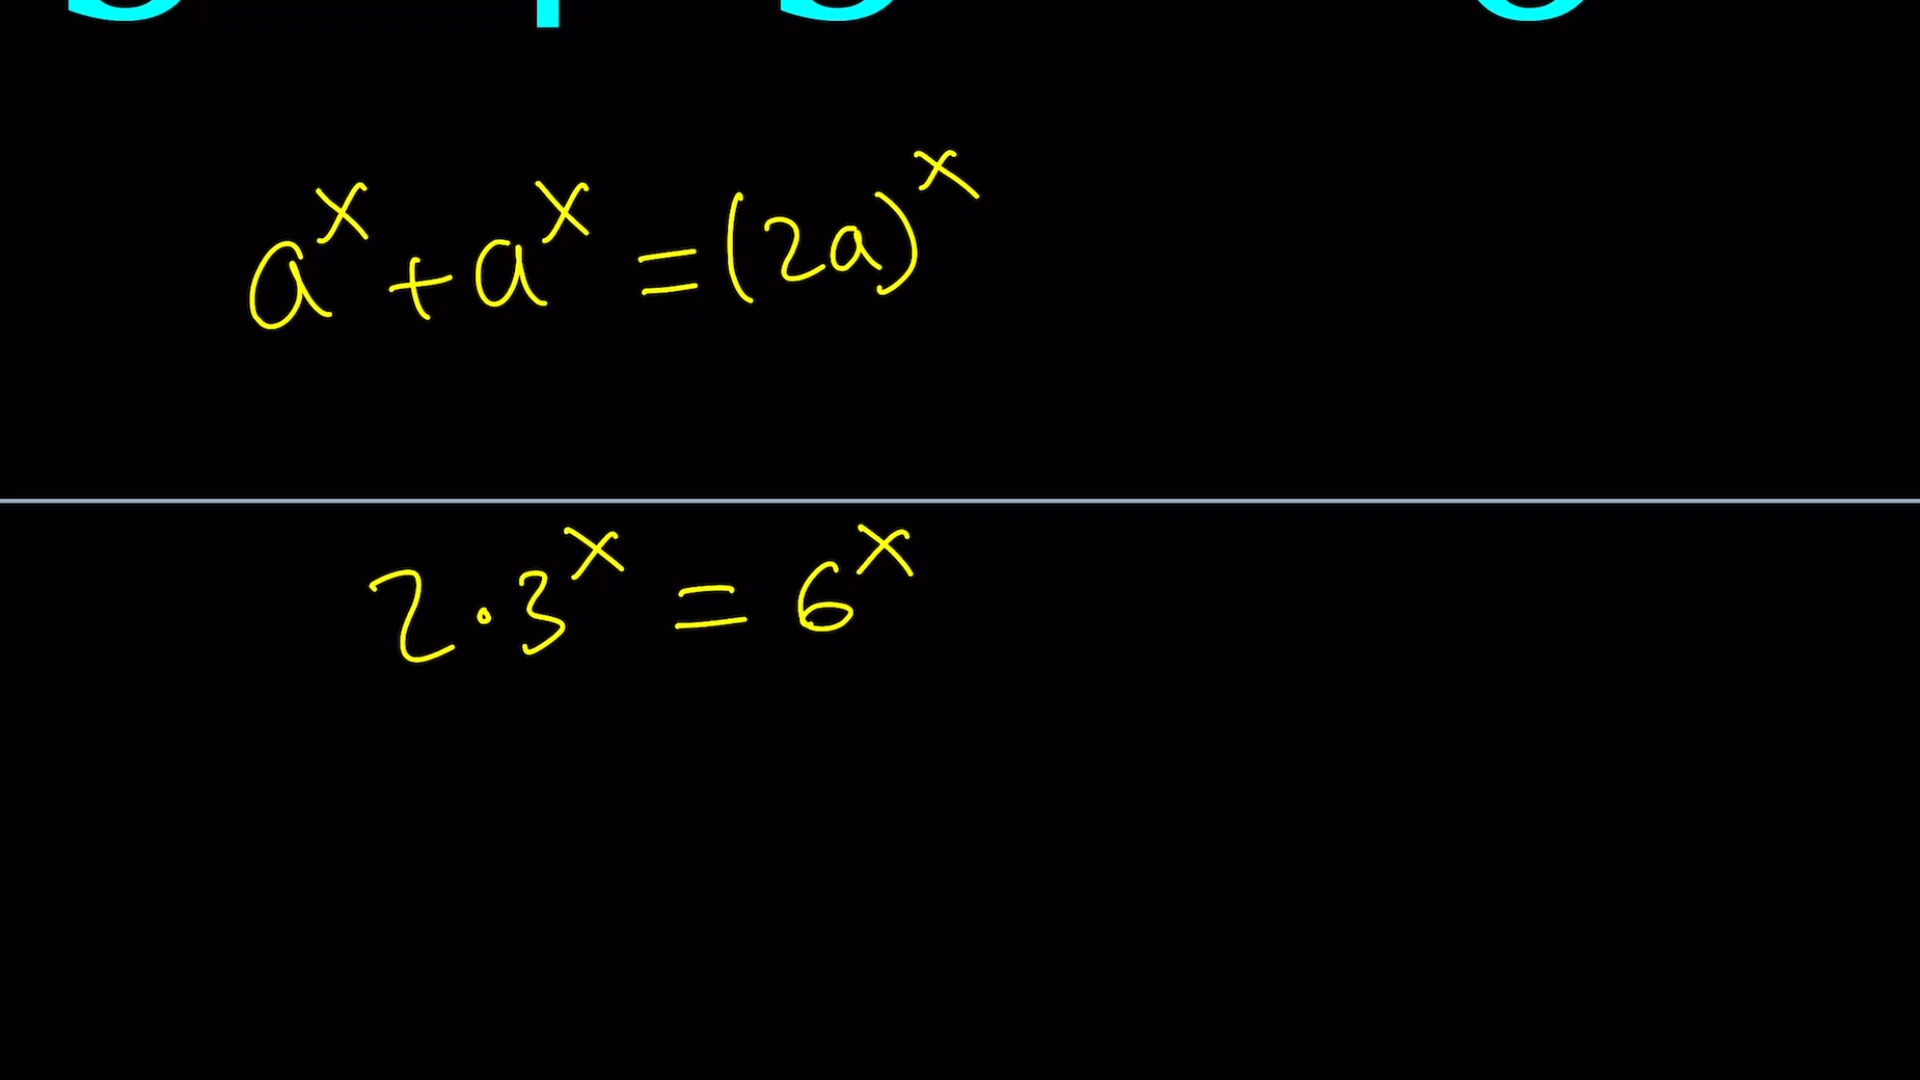 a^x + a^x = (2a)^x
2 · 3^x = 6^x